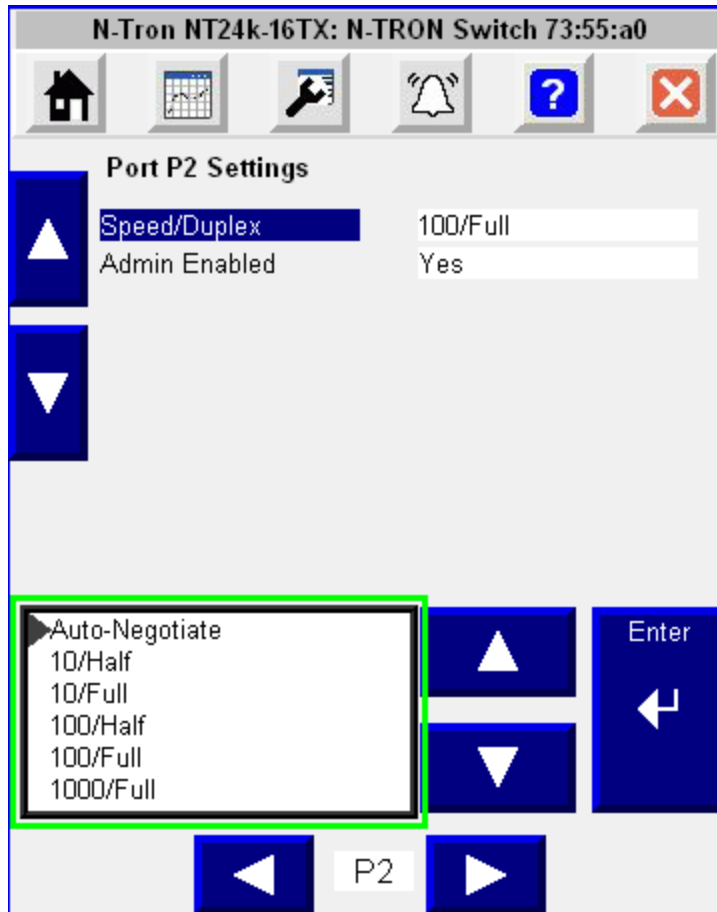 N-Tron NT24k-16TX: N-TRON Switch 73:55:a0
?
Port P2 Settings
Speed/Duplex 100/Full
Admin Enabled Yes
Auto-Negotiate
10/Half
10/Full
100/Half
100/Full
1000/Full
Enter
P2